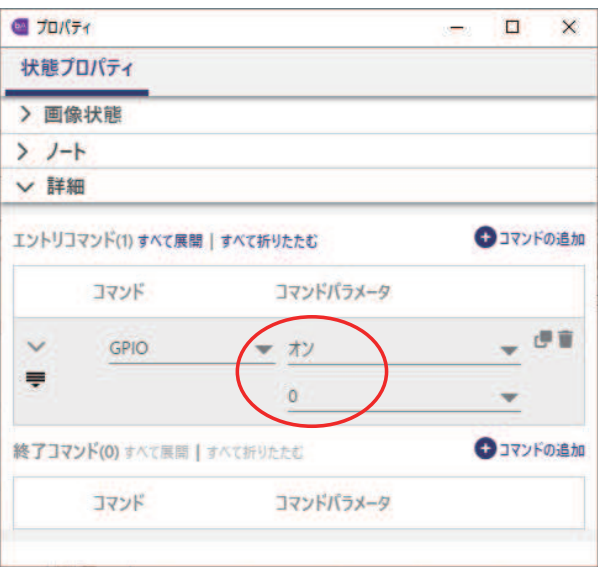 プロパティ
状態プロパティ
画像状態
ノート
詳細
エントリコマンド(1) すべて展開 | すべて折りたたむ コマンドの追加
コマンド コマンドパラメータ
GPIO オン
0
終了コマンド(0) すべて展開 | すべて折りたたむ コマンドの追加
コマンド コマンドパラメータ